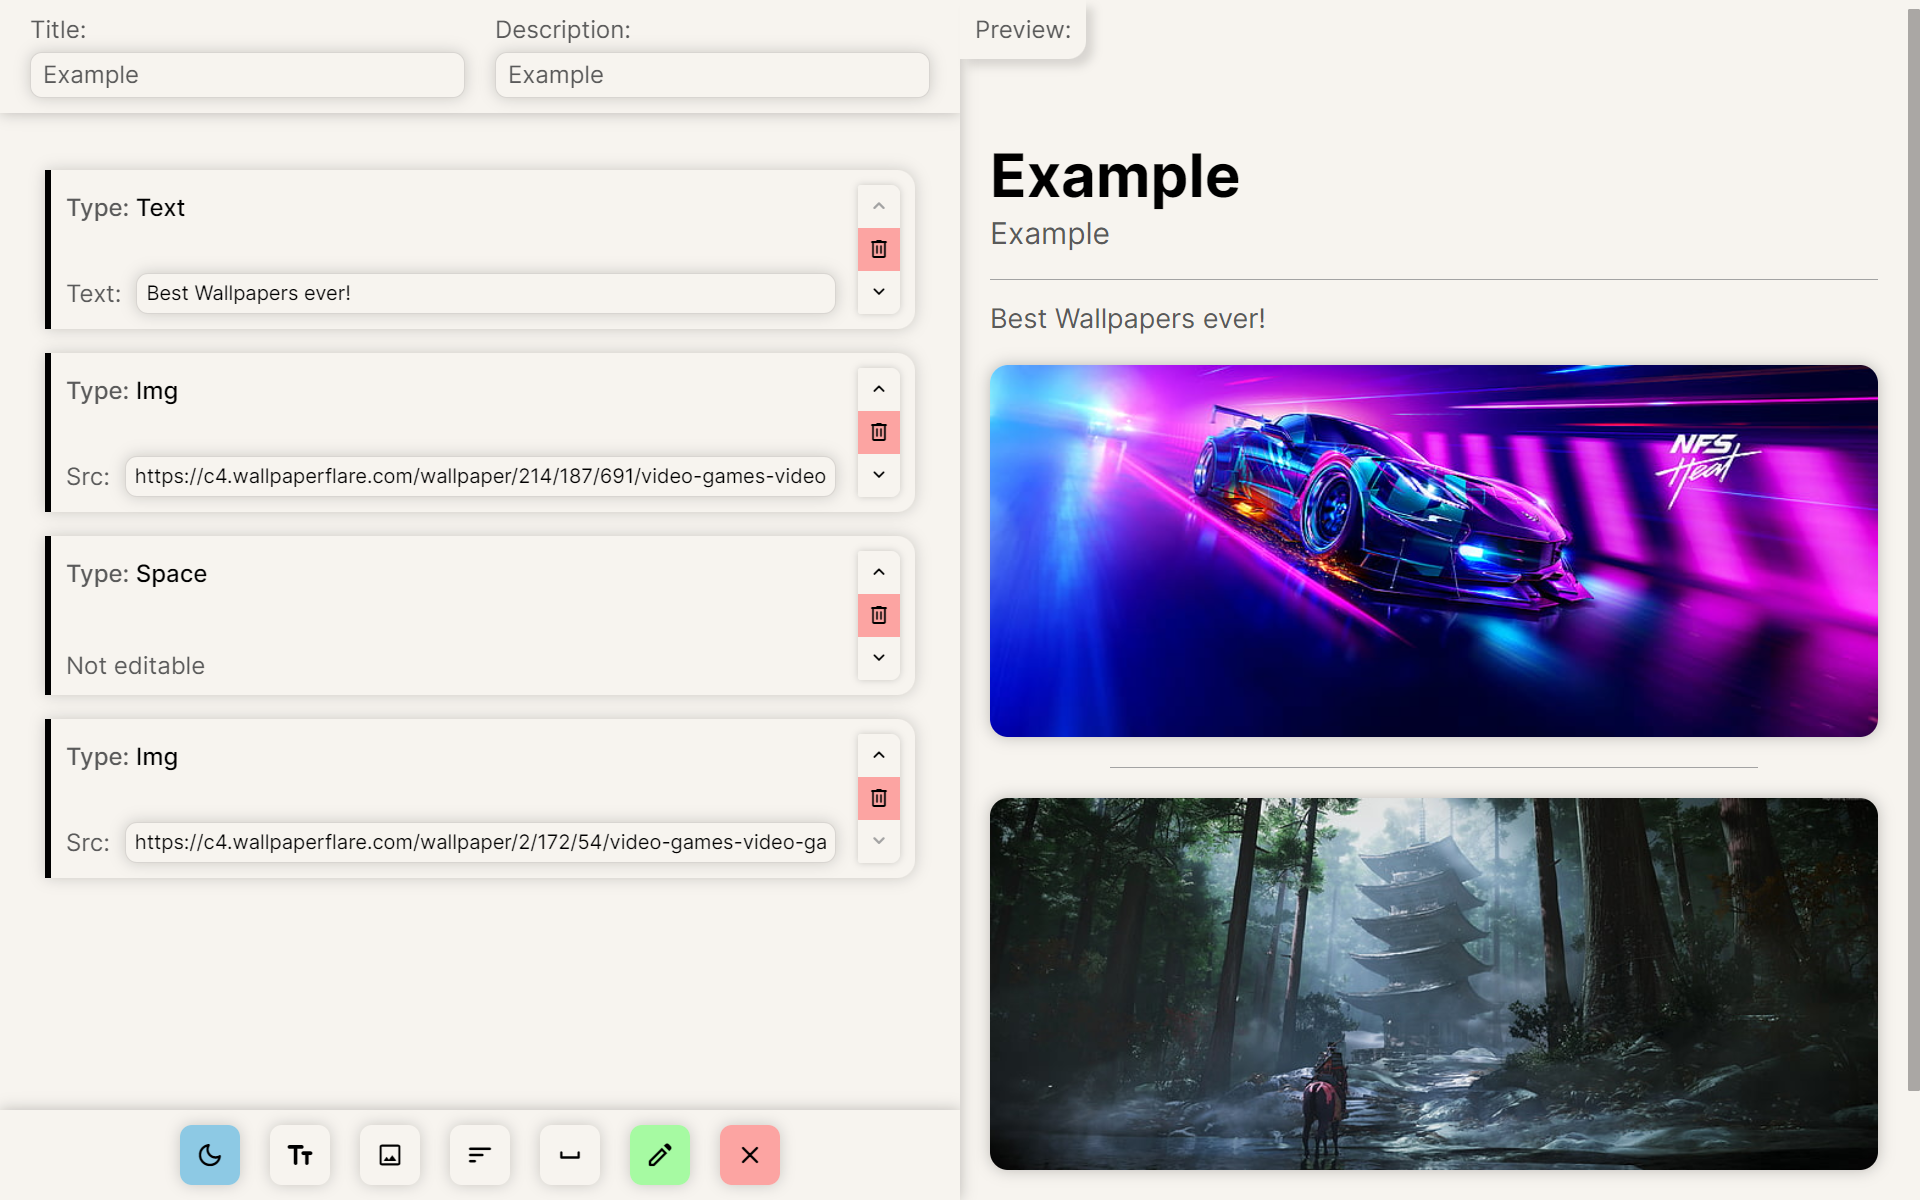 Title:
Example
Description:
Example
Type: Text
Text: Best Wallpapers ever!
Type: Img
Src: https://c4.wallpaperflare.com/wallpaper/214/187/691/video-games-video
Type: Space
Not editable
Type: Img
Src: https://c4.wallpaperflare.com/wallpaper/2/172/54/video-games-video-ga
TT
Preview:
Example
Example
Best Wallpapers ever!
NFS
Heat